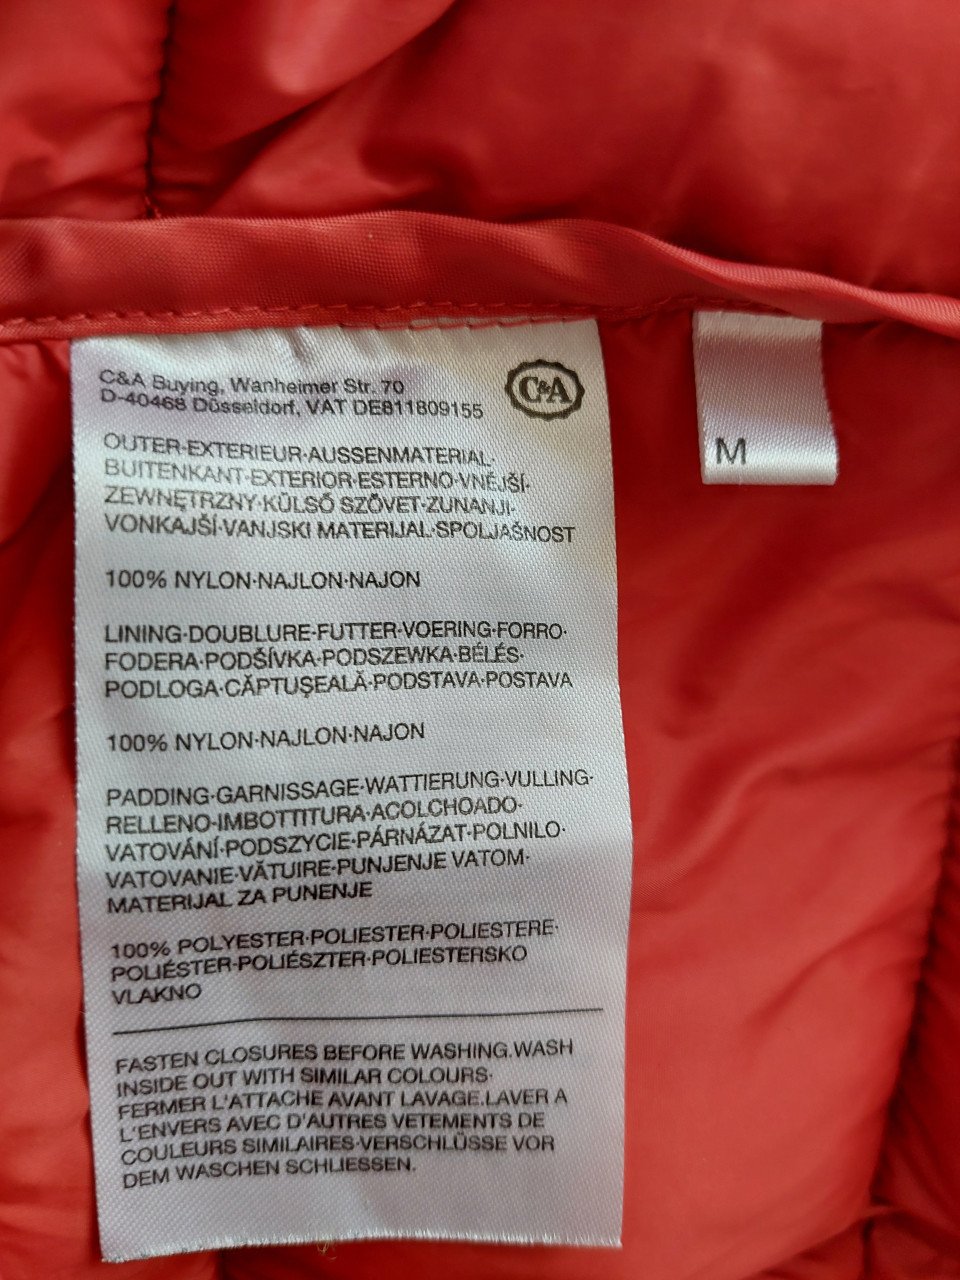 C&A Buying, Wanheimer Str. 70
D-40468 Düsseldorf, VAT DE811809155
C&A
M
OUTER·EXTERIEUR·AUSSENMATERIAL·
BUITENKANT·EXTERIOR·ESTERNO·VNĚJŠÍ·
ZEWNĘTRZNY·KÜLSŐ SZÖVET·ZUNANJI·
VONKAJŠÍ·VANJSKI MATERIJAL·SPOLJAŠNOST
100% NYLON·NAJLON·NAJON
LINING·DOUBLURE·FUTTER·VOERING·FORRO·
FODERA·PODŠÍVKA·PODSZEWKA·BÉLÉS·
PODLOGA·CĂPTUŞEALĂ·PODSTAVA·POSTAVA
100% NYLON·NAJLON·NAJON
PADDING·GARNISSAGE·WATTIERUNG·VULLING·
RELLENO·IMBOTTITURA·ACOLCHOADO·
VATOVÁNÍ·PODSZYCIE·PÁRNÁZAT·POLNILO·
VATOVANIE·VĂTUIRE·PUNJENJE VATOM·
MATERIJAL ZA PUNENJE
100% POLYESTER·POLIESTER·POLIESTERE·
POLIÉSTER·POLIÉSZTER·POLIESTERSKO
VLAKNO
FASTEN CLOSURES BEFORE WASHING.WASH
INSIDE OUT WITH SIMILAR COLOURS·
FERMER L'ATTACHE AVANT LAVAGE.LAVER A
L'ENVERS AVEC D'AUTRES VETEMENTS DE
COULEURS SIMILAIRES·VERSCHLÜSSE VOR
DEM WASCHEN SCHLIESSEN.